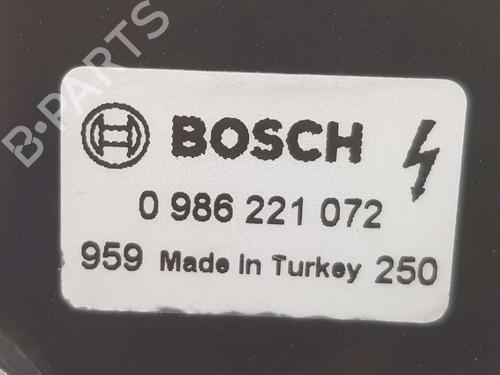 B·PARTS
BOSCH
0 986 221 072
959 Made in Turkey 250